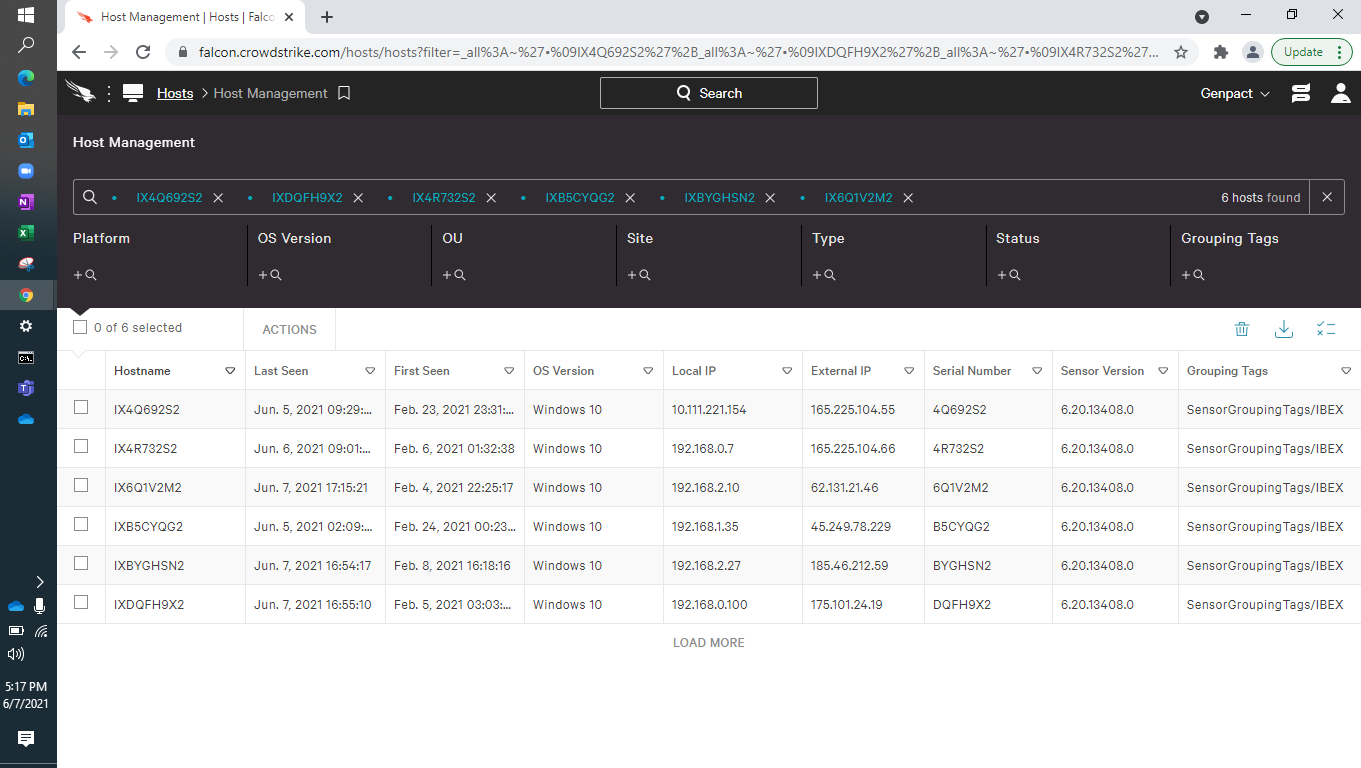 Host Management | Hosts | Falco
falcon.crowdstrike.com/hosts/hosts?filter=_all%3A~%27•%09IX4Q692S2%27%2B_all%3A~%27•%09IXDQFH9X2%27%2B_all%3A~%27•%09IX4R732S2%27...
Update
Hosts > Host Management
Search
Genpact
Host Management
• IX4Q692S2 • IXDQFH9X2 • IX4R732S2 • IXB5CYQG2 • IXBYGHSN2 • IX6Q1V2M2 6 hosts found
Platform OS Version OU Site Type Status Grouping Tags
0 of 6 selected ACTIONS
Hostname Last Seen First Seen OS Version Local IP External IP Serial Number Sensor Version Grouping Tags
IX4Q692S2 Jun. 5, 2021 09:29:... Feb. 23, 2021 23:31:... Windows 10 10.111.221.154 165.225.104.55 4Q692S2 6.20.13408.0 SensorGroupingTags/IBEX
IX4R732S2 Jun. 6, 2021 09:01:... Feb. 6, 2021 01:32:38 Windows 10 192.168.0.7 165.225.104.66 4R732S2 6.20.13408.0 SensorGroupingTags/IBEX
IX6Q1V2M2 Jun. 7, 2021 17:15:21 Feb. 4, 2021 22:25:17 Windows 10 192.168.2.10 62.131.21.46 6Q1V2M2 6.20.13408.0 SensorGroupingTags/IBEX
IXB5CYQG2 Jun. 5, 2021 02:09:... Feb. 24, 2021 00:23... Windows 10 192.168.1.35 45.249.78.229 B5CYQG2 6.20.13408.0 SensorGroupingTags/IBEX
IXBYGHSN2 Jun. 7, 2021 16:54:17 Feb. 8, 2021 16:18:16 Windows 10 192.168.2.27 185.46.212.59 BYGHSN2 6.20.13408.0 SensorGroupingTags/IBEX
IXDQFH9X2 Jun. 7, 2021 16:55:10 Feb. 5, 2021 03:03:... Windows 10 192.168.0.100 175.101.24.19 DQFH9X2 6.20.13408.0 SensorGroupingTags/IBEX
LOAD MORE
5:17 PM
6/7/2021